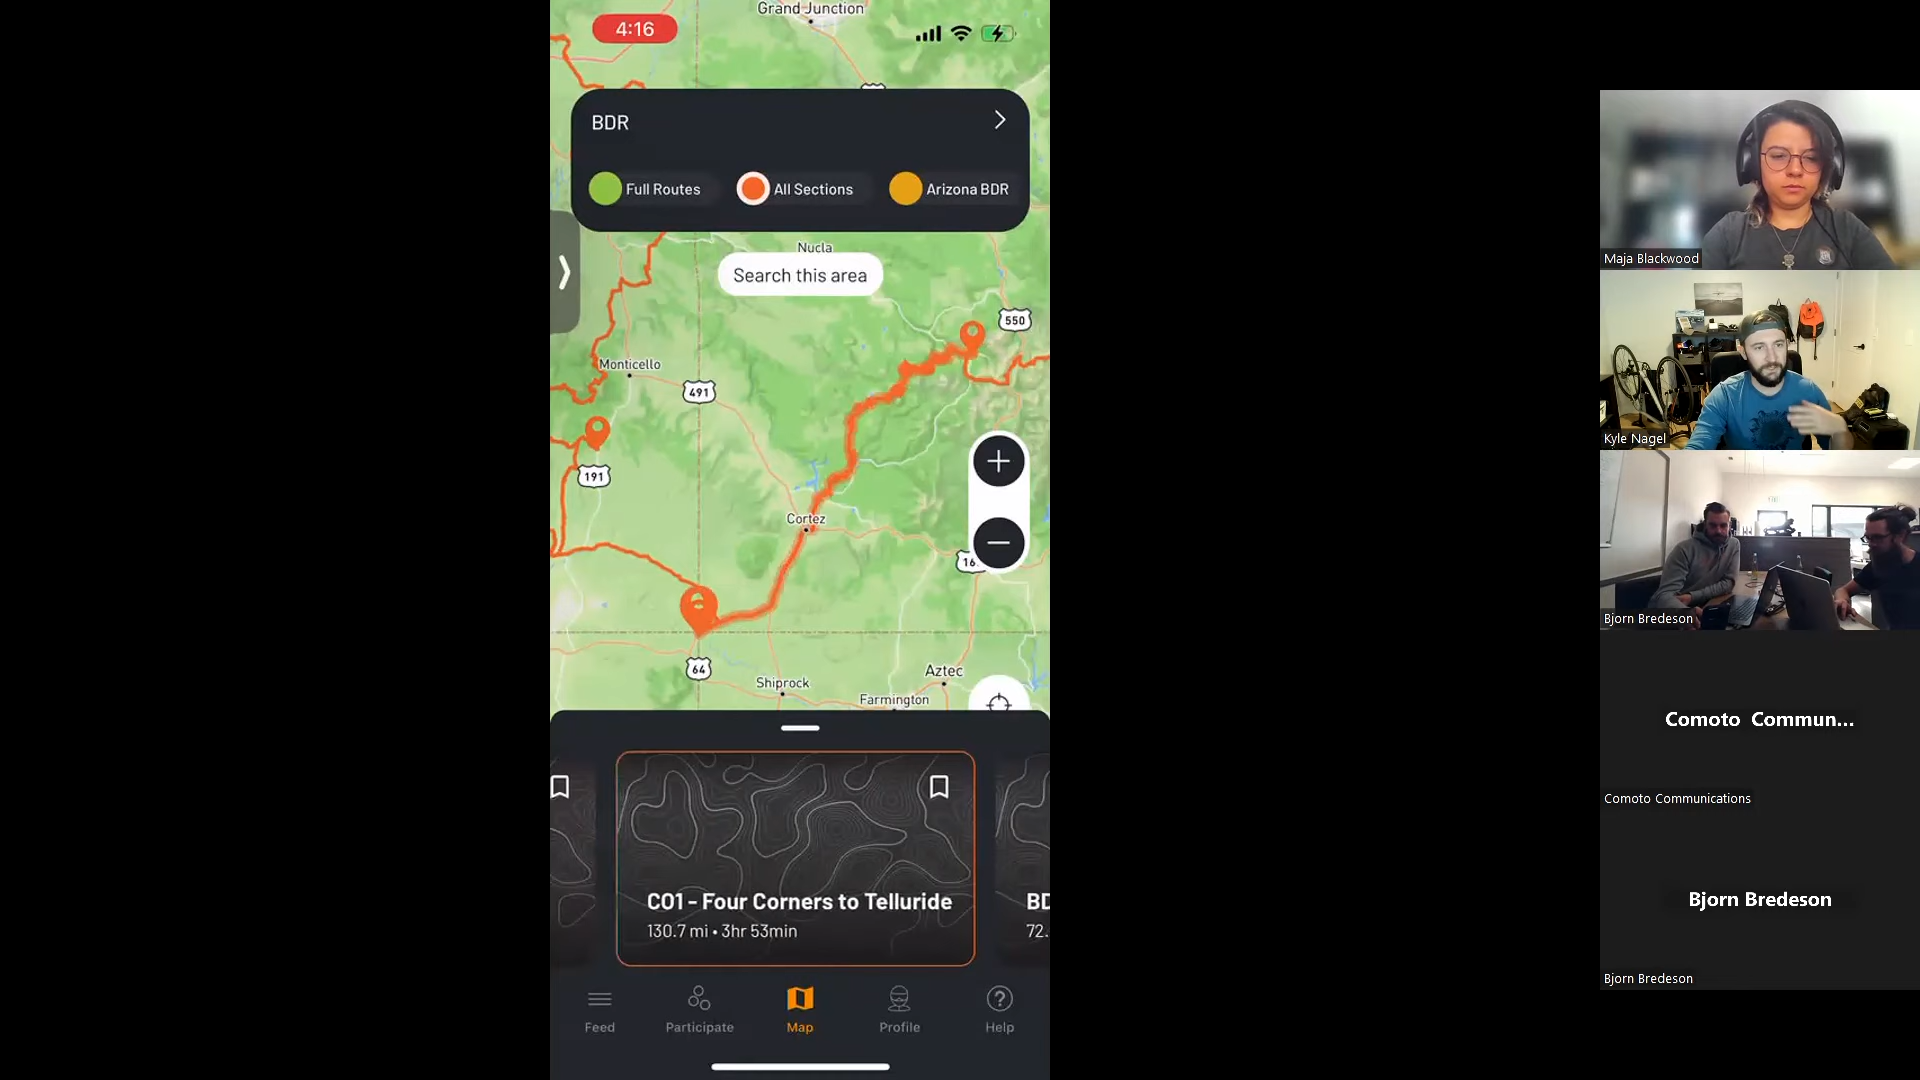 Grand Junction
4:16
BDR
Full Routes
All Sections
Arizona BDR
Nucla
Search this area
550
Monticello
491
191
Cortez
16
64
Aztec
Shiprock
Farmington
C01 - Four Corners to Telluride
130.7 mi • 3hr 53min
BD
72.
Feed
Participate
Map
Profile
Help
Maja Blackwood
Kyle Nagel
Bjorn Bredeson
Comoto Commun...
Comoto Communications
Bjorn Bredeson
Bjorn Bredeson